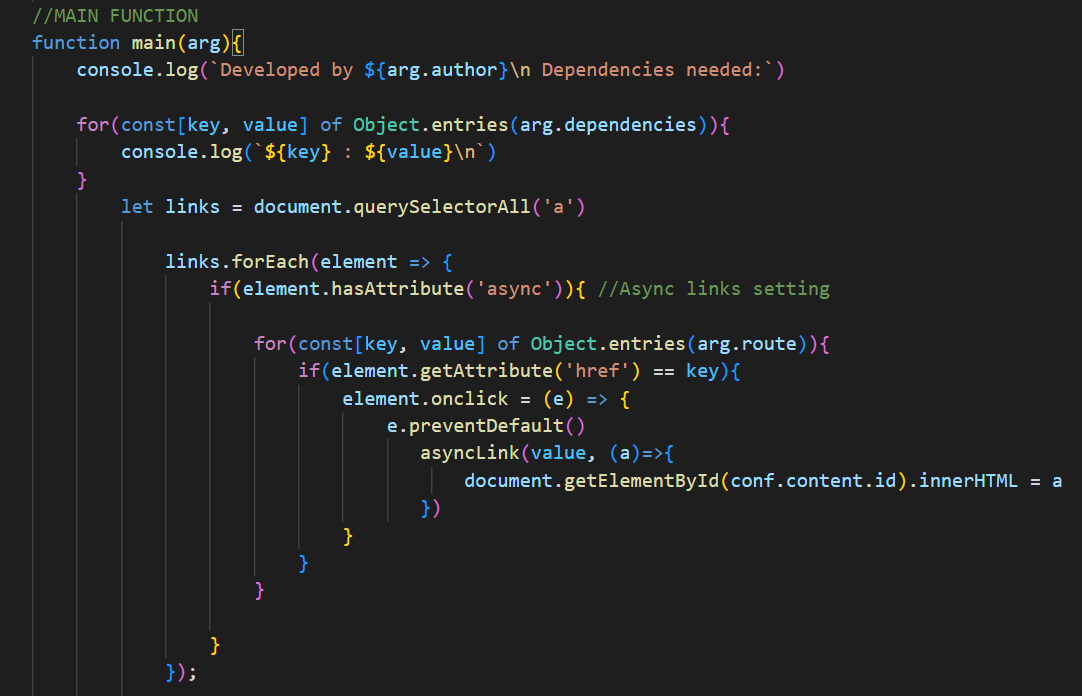 //MAIN FUNCTION
function main(arg){
console.log(`Developed by ${arg.author}\n Dependencies needed:`)
for(const[key, value] of Object.entries(arg.dependencies)){
console.log(`${key} : ${value}\n`)
}
let links = document.querySelectorAll('a')
links.forEach(element => {
if(element.hasAttribute('async')){ //Async links setting
for(const[key, value] of Object.entries(arg.route)){
if(element.getAttribute('href') == key){
element.onclick = (e) => {
e.preventDefault()
asyncLink(value, (a)=>{
document.getElementById(conf.content.id).innerHTML = a
})
}
}
}
}
});